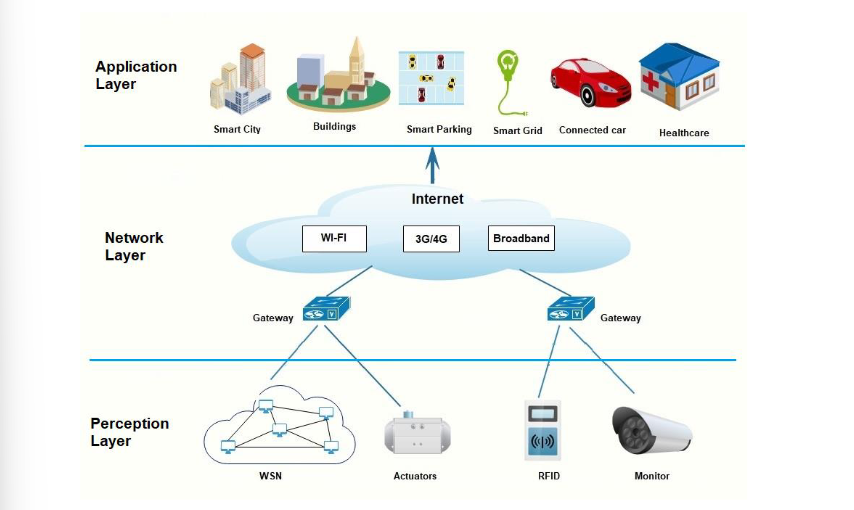 Application
Layer
Smart City
Buildings
Smart Parking
Smart Grid
Connected car
Healthcare
Internet
Network
Layer
WI-FI
3G/4G
Broadband
Gateway
Gateway
Perception
Layer
WSN
Actuators
RFID
Monitor